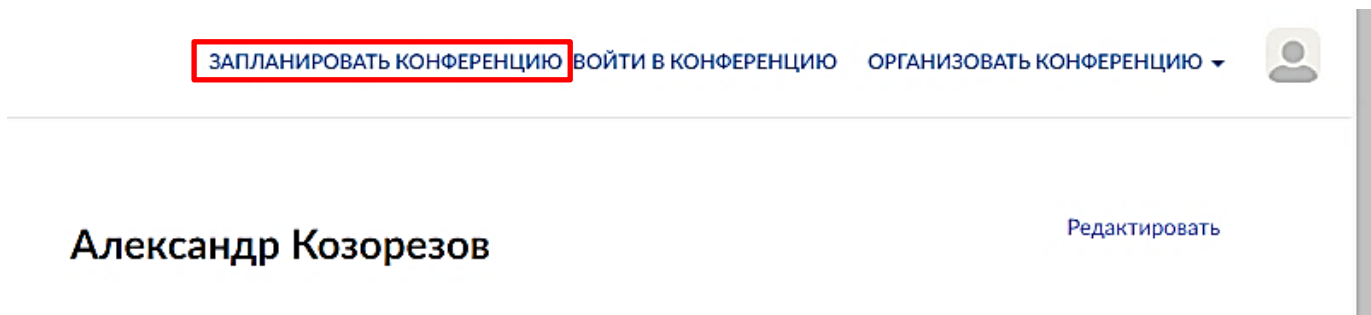 ЗАПЛАНИРОВАТЬ КОНФЕРЕНЦИЮ ВОЙТИ В КОНФЕРЕНЦИЮ ОРГАНИЗОВАТЬ КОНФЕРЕНЦИЮ
Александр Козорезов
Редактировать